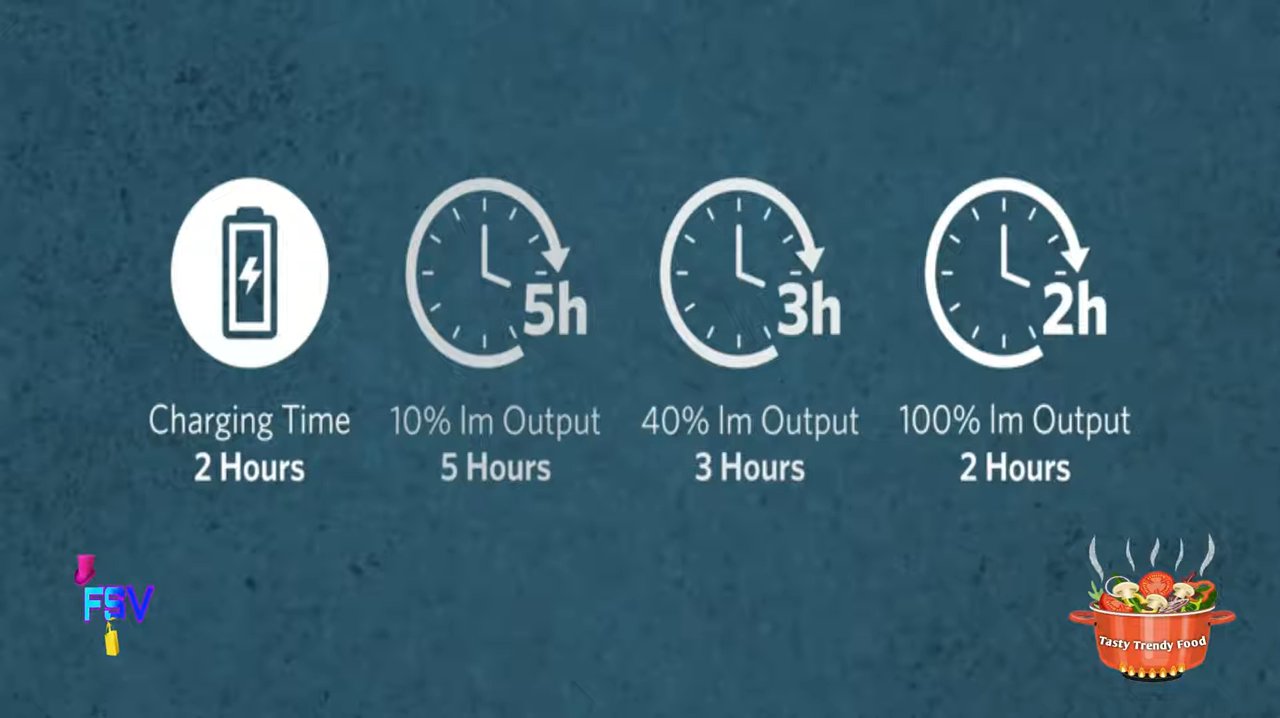 5h
3h
2h
Charging Time
2 Hours
10% lm Output
5 Hours
40% lm Output
3 Hours
100% lm Output
2 Hours
FSV
Tasty Trendy Food